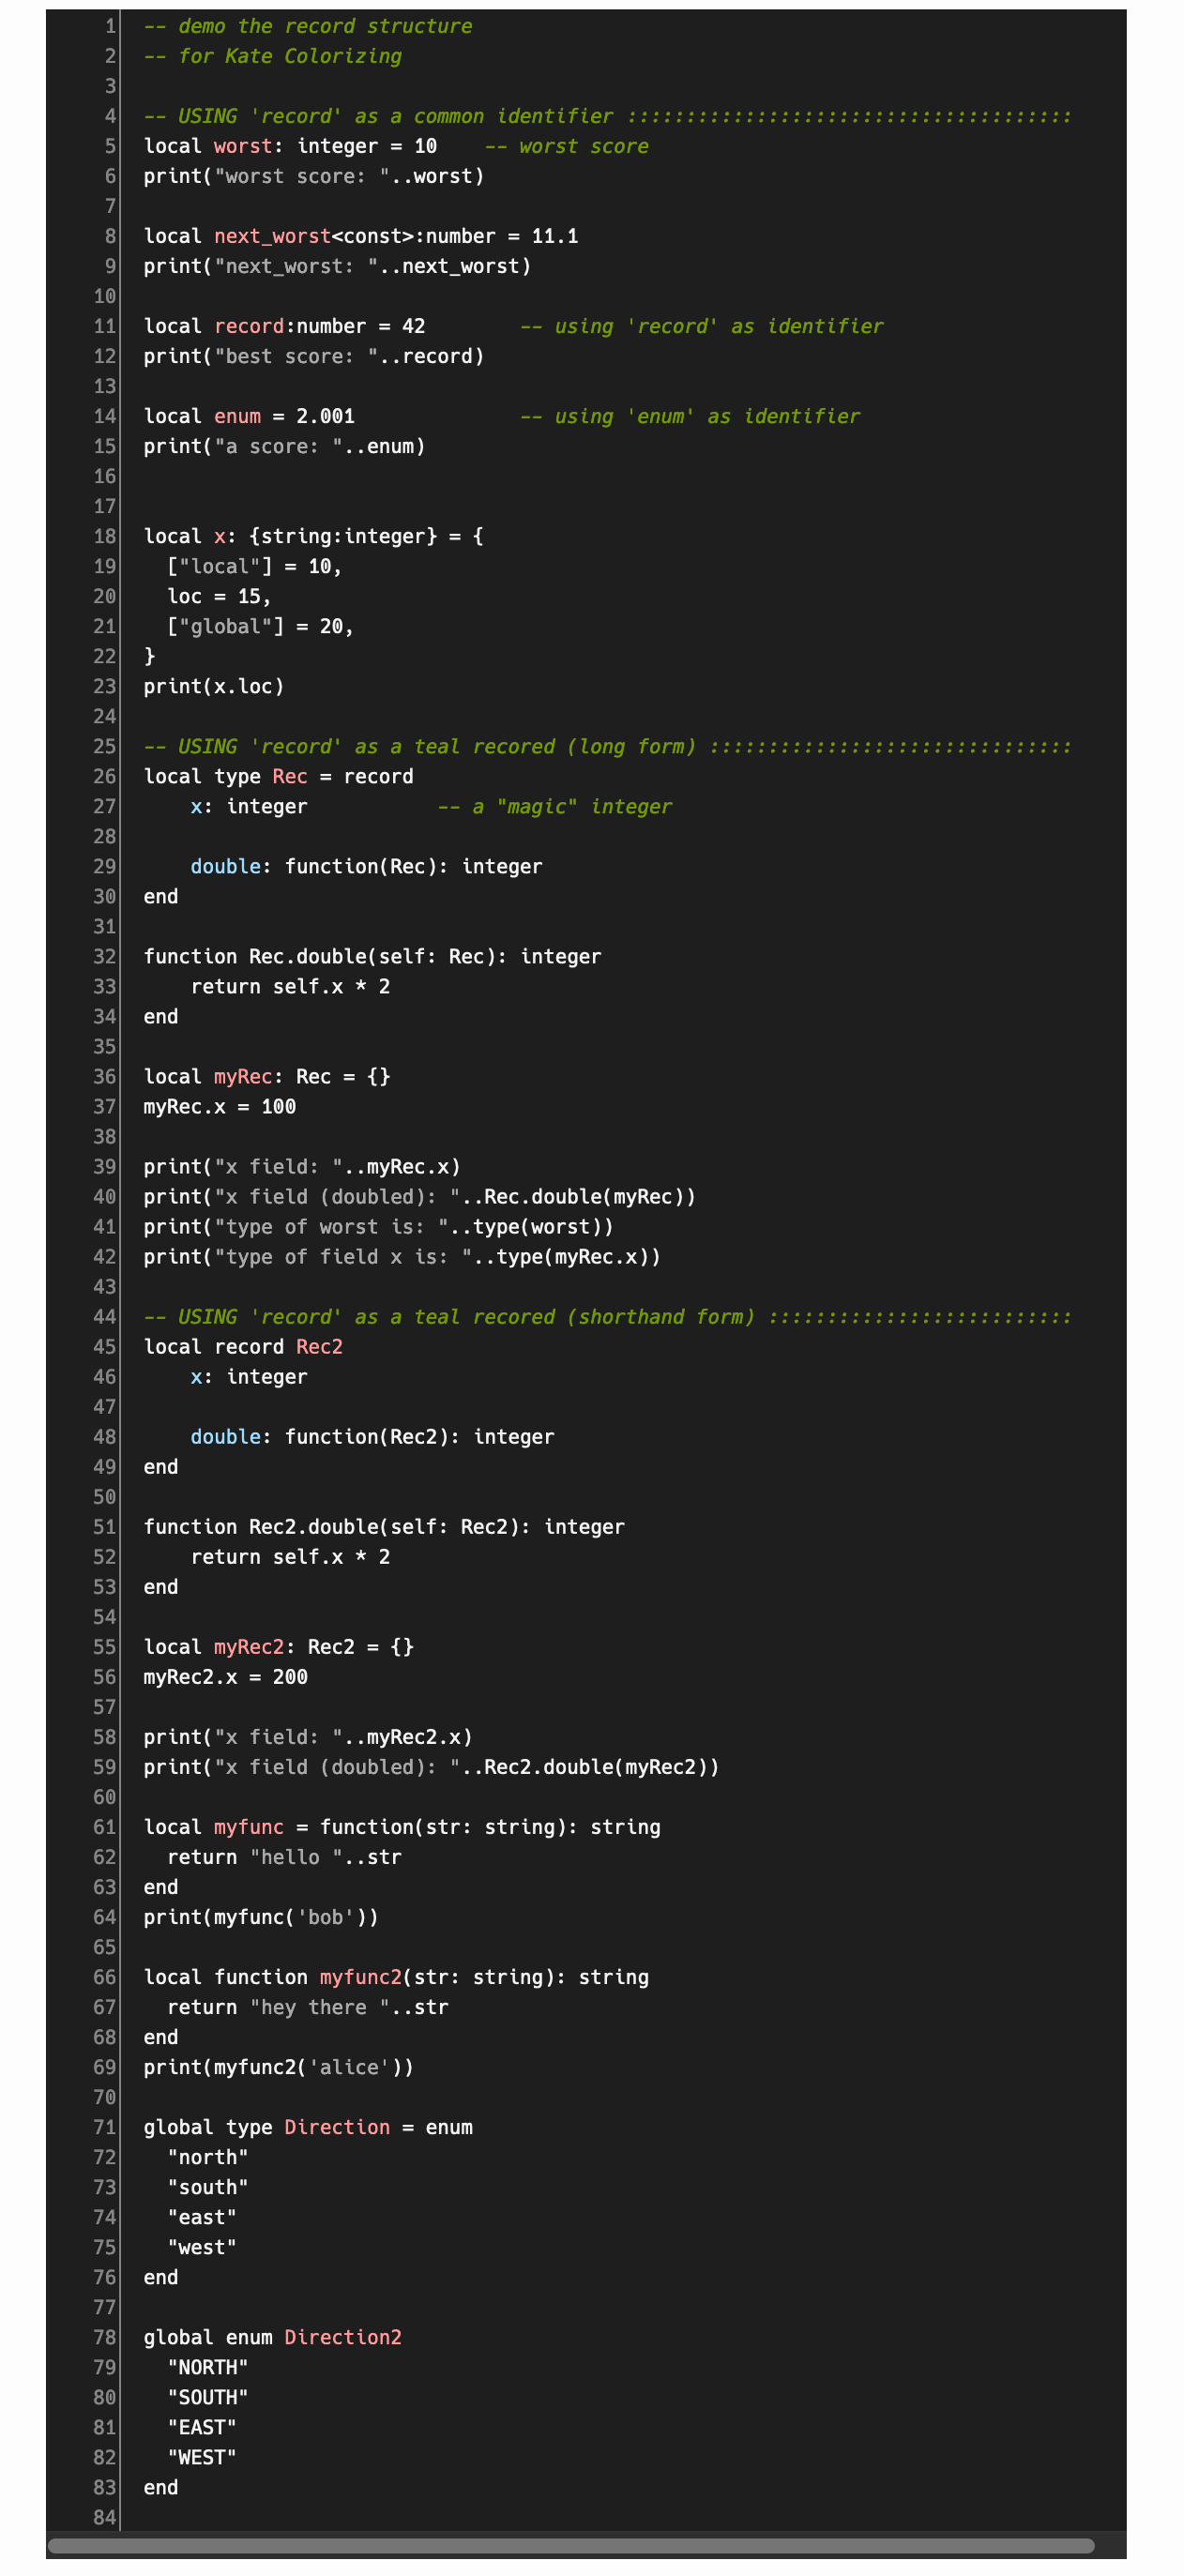 1 -- demo the record structure
2 -- for Kate Colorizing
3
4 -- USING 'record' as a common identifier ::::::::::::::::::::::::::::::::::::::
5 local worst: integer = 10    -- worst score
6 print("worst score: "..worst)
7
8 local next_worst<const>:number = 11.1
9 print("next_worst: "..next_worst)
10
11 local record:number = 42        -- using 'record' as identifier
12 print("best score: "..record)
13
14 local enum = 2.001              -- using 'enum' as identifier
15 print("a score: "..enum)
16
17
18 local x: {string:integer} = {
19   ["local"] = 10,
20   loc = 15,
21   ["global"] = 20,
22 }
23 print(x.loc)
24
25 -- USING 'record' as a teal recored (long form) :::::::::::::::::::::::::::::::
26 local type Rec = record
27     x: integer           -- a "magic" integer
28
29     double: function(Rec): integer
30 end
31
32 function Rec.double(self: Rec): integer
33     return self.x * 2
34 end
35
36 local myRec: Rec = {}
37 myRec.x = 100
38
39 print("x field: "..myRec.x)
40 print("x field (doubled): "..Rec.double(myRec))
41 print("type of worst is: "..type(worst))
42 print("type of field x is: "..type(myRec.x))
43
44 -- USING 'record' as a teal recored (shorthand form) ::::::::::::::::::::::::::
45 local record Rec2
46     x: integer
47
48     double: function(Rec2): integer
49 end
50
51 function Rec2.double(self: Rec2): integer
52     return self.x * 2
53 end
54
55 local myRec2: Rec2 = {}
56 myRec2.x = 200
57
58 print("x field: "..myRec2.x)
59 print("x field (doubled): "..Rec2.double(myRec2))
60
61 local myfunc = function(str: string): string
62   return "hello "..str
63 end
64 print(myfunc('bob'))
65
66 local function myfunc2(str: string): string
67   return "hey there "..str
68 end
69 print(myfunc2('alice'))
70
71 global type Direction = enum
72   "north"
73   "south"
74   "east"
75   "west"
76 end
77
78 global enum Direction2
79   "NORTH"
80   "SOUTH"
81   "EAST"
82   "WEST"
83 end
84